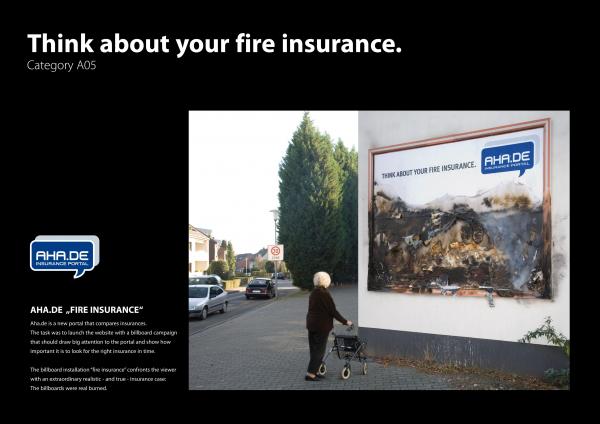 Think about your fire insurance.
Category A05
THINK ABOUT YOUR FIRE INSURANCE.
AHA.DE
INSURANCE PORTAL
30
AHA.DE
INSURANCE PORTAL
AHA.DE „FIRE INSURANCE“
Aha.de is a new portal that compares insurances.
The task was to launch the website with a billboard campaign
that should draw big attention to the portal and show how
important it is to look for the right insurance in time.
The billboard installation "fire insurance" confronts the viewer
with an extraordinary realistic - and true - insurance case:
The billboards were real burned.